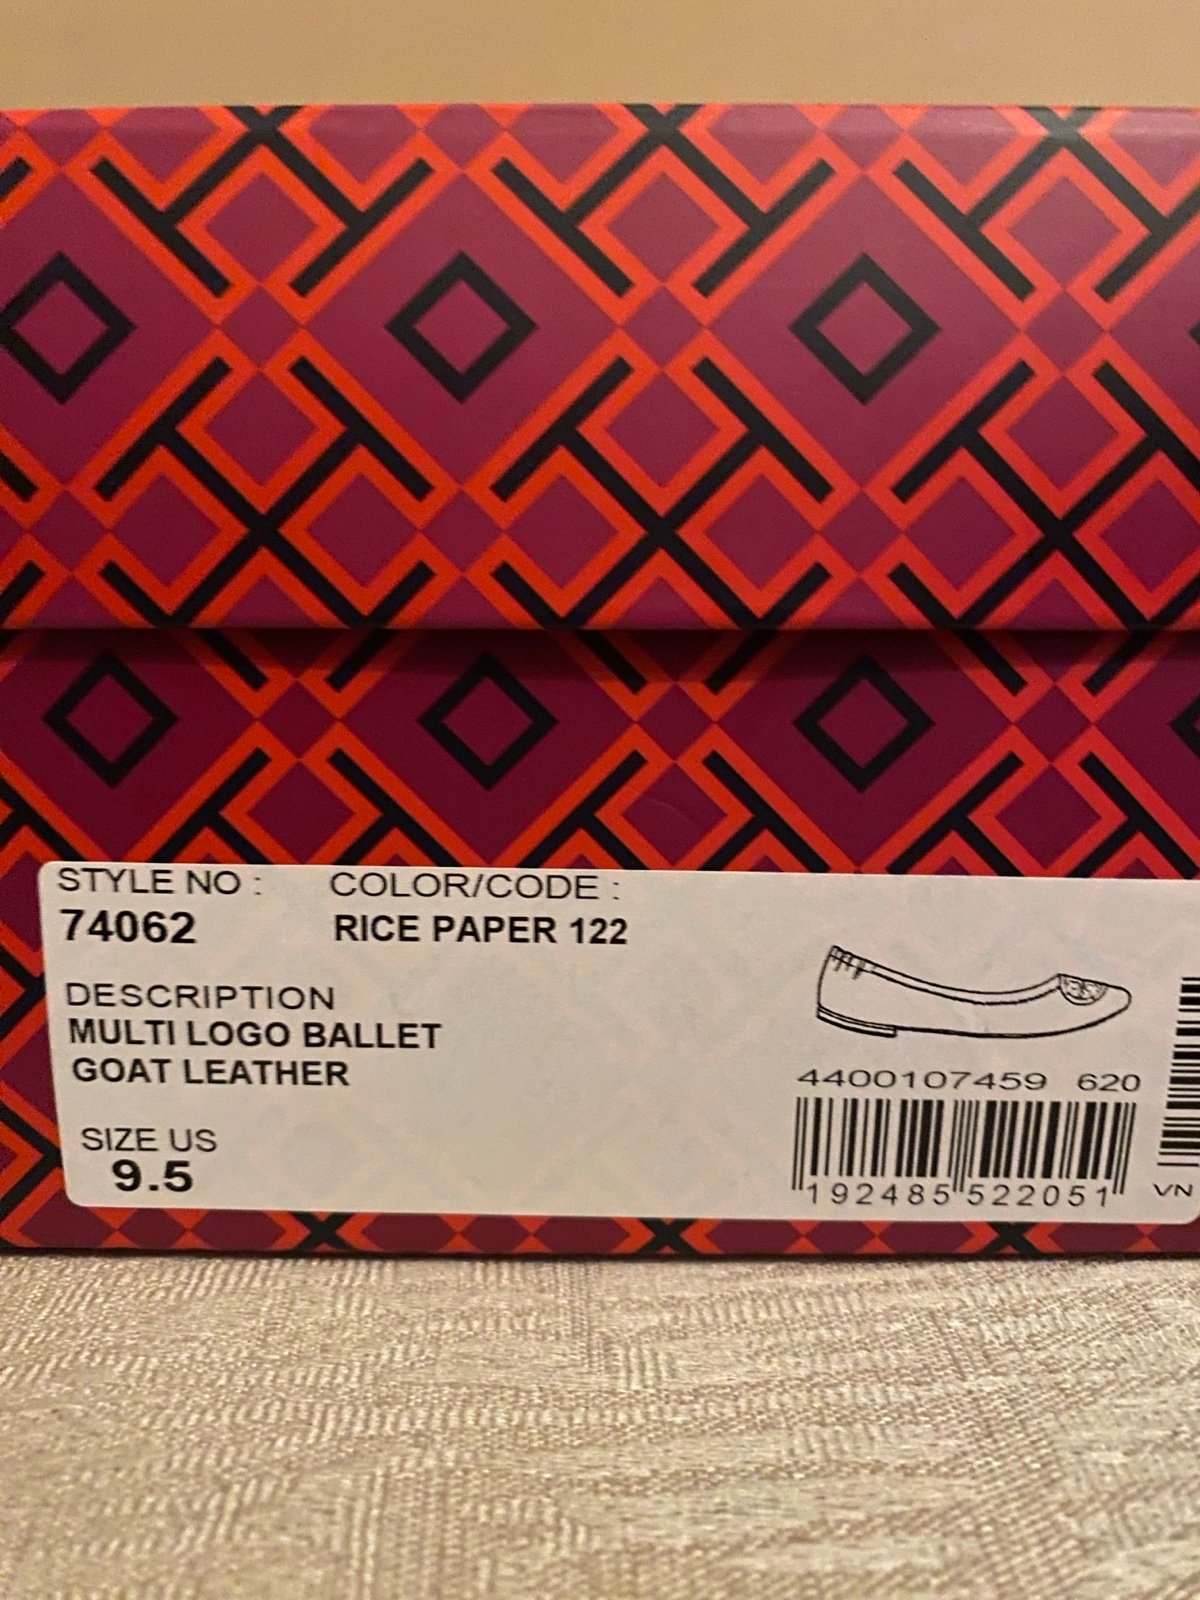 STYLE NO : COLOR/CODE :
74062 RICE PAPER 122
DESCRIPTION
MULTI LOGO BALLET
GOAT LEATHER
SIZE US
9.5
4400107459 620
192485 522051
VN